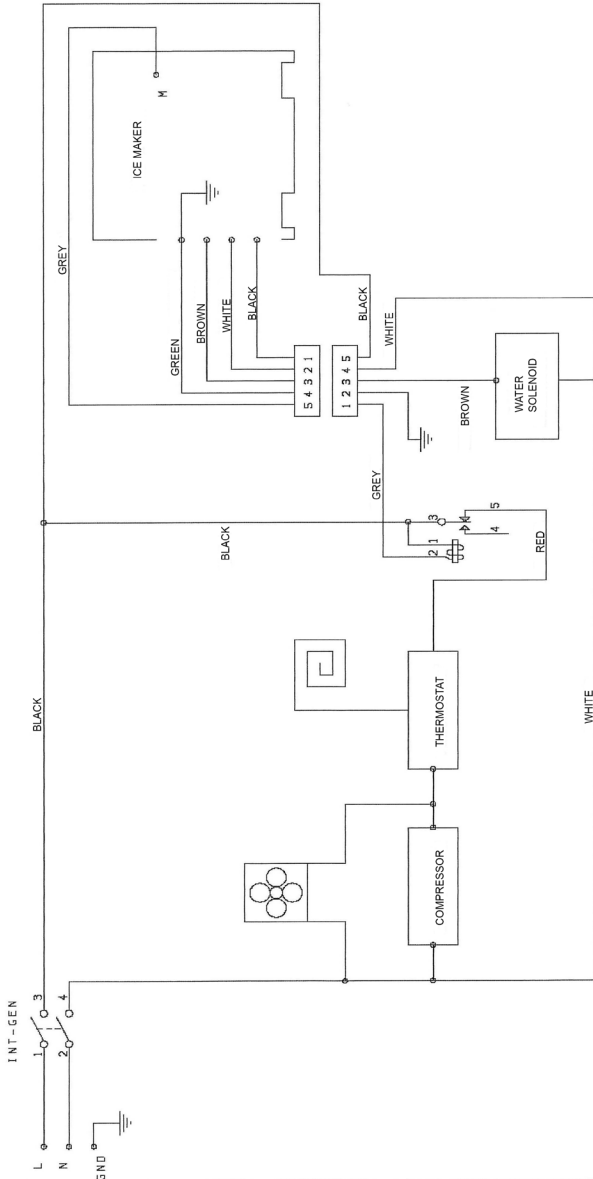 INT-GEN
L
N
GND
1
2
3
4
BLACK
COMPRESSOR
THERMOSTAT
WHITE
BLACK
2 1
3
4
5
RED
GREY
GREY
GREEN
BROWN
WHITE
BLACK
5 4 3 2 1
1 2 3 4 5
BLACK
WHITE
BROWN
WATER
SOLENOID
ICE MAKER
M